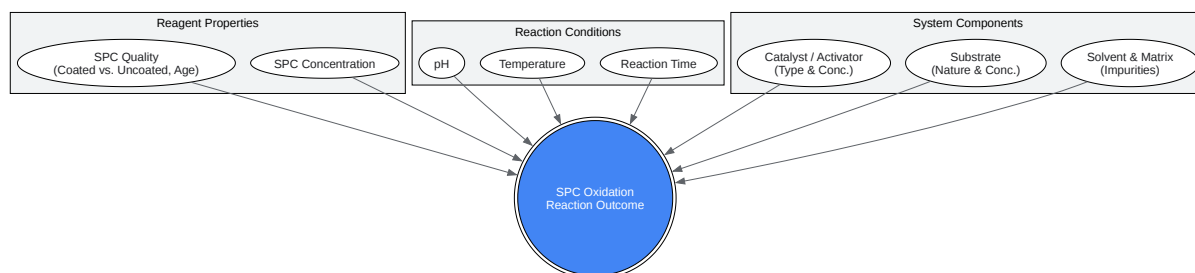 Reagent Properties
SPC Quality
(Coated vs. Uncoated, Age)
SPC Concentration
Reaction Conditions
pH
Temperature
Reaction Time
System Components
Catalyst / Activator
(Type & Conc.)
Substrate
(Nature & Conc.)
Solvent & Matrix
(Impurities)
SPC Oxidation
Reaction Outcome